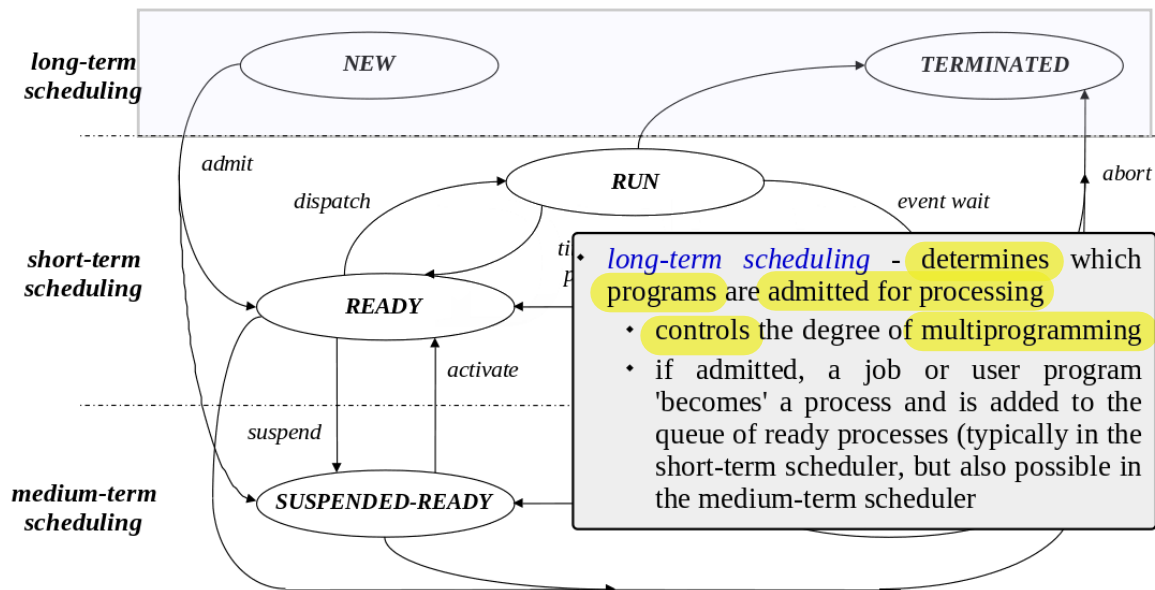 long-term
scheduling
NEW
TERMINATED
admit
dispatch
RUN
event wait
abort
short-term
scheduling
READY
activate
suspend
medium-term
scheduling
SUSPENDED-READY
long-term scheduling - determines which
programs are admitted for processing
controls the degree of multiprogramming
if admitted, a job or user program
'becomes' a process and is added to the
queue of ready processes (typically in the
short-term scheduler, but also possible in
the medium-term scheduler